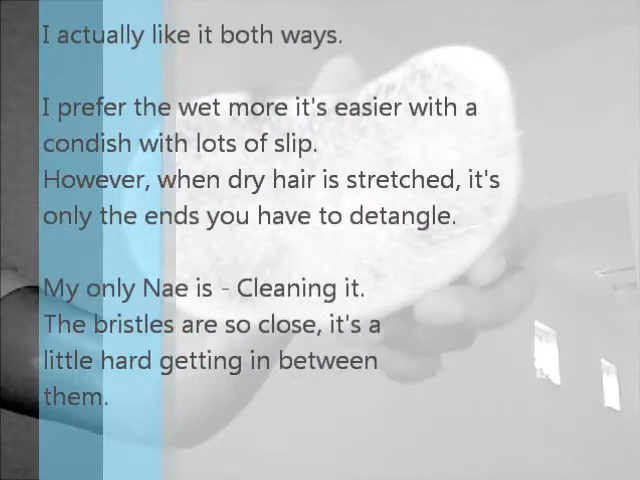 I actually like it both ways.
I prefer the wet more it's easier with a
condish with lots of slip.
However, when dry hair is stretched, it's
only the ends you have to detangle.
My only Nae is - Cleaning it.
The bristles are so close, it's a
little hard getting in between
them.